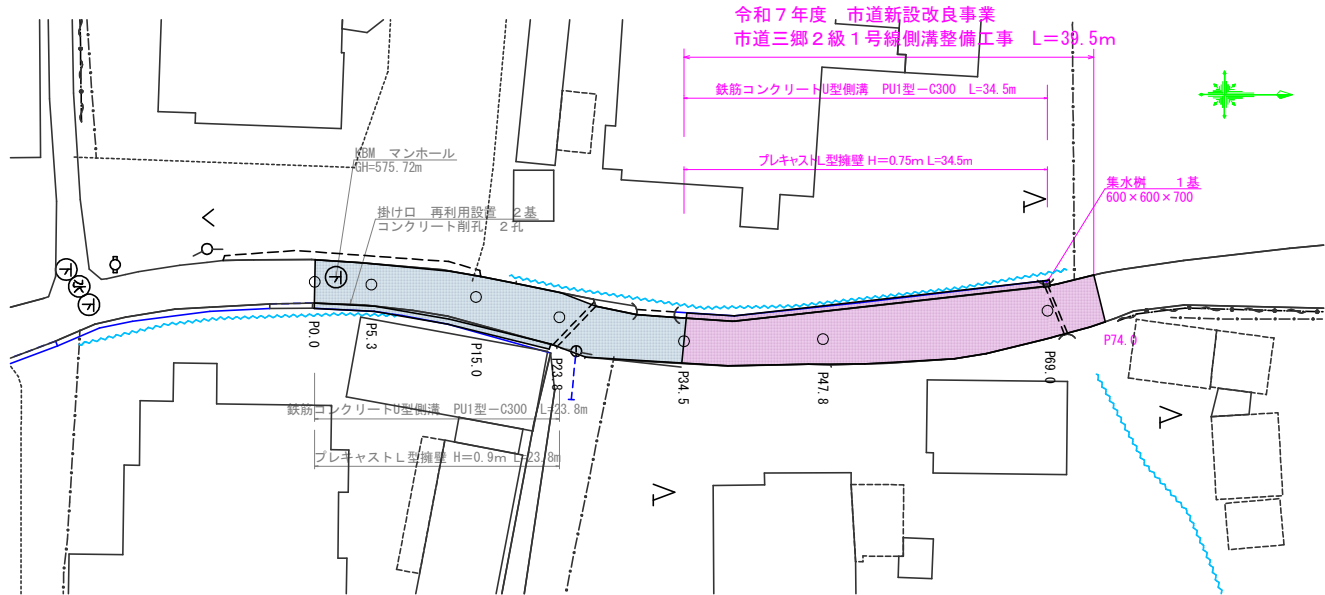 令和７年度　市道新設改良事業
市道三郷２級１号線側溝整備工事　L＝39.5m
鉄筋コンクリートU型側溝　PU1型－C300　L=34.5m
プレキャストL型擁壁 H＝0.75m L=34.5m
集水桝　１基
600×600×700
KBM　マンホール
GH=575.72m
掛け口　再利用設置　２基
コンクリート削孔　２孔
下
水
下
下
P0.0
P5.3
P15.0
P23.8
P34.5
P47.8
P69.0
P74.0
鉄筋コンクリートU型側溝　PU1型－C300　L=23.8m
プレキャストL型擁壁 H＝0.9m L=23.8m